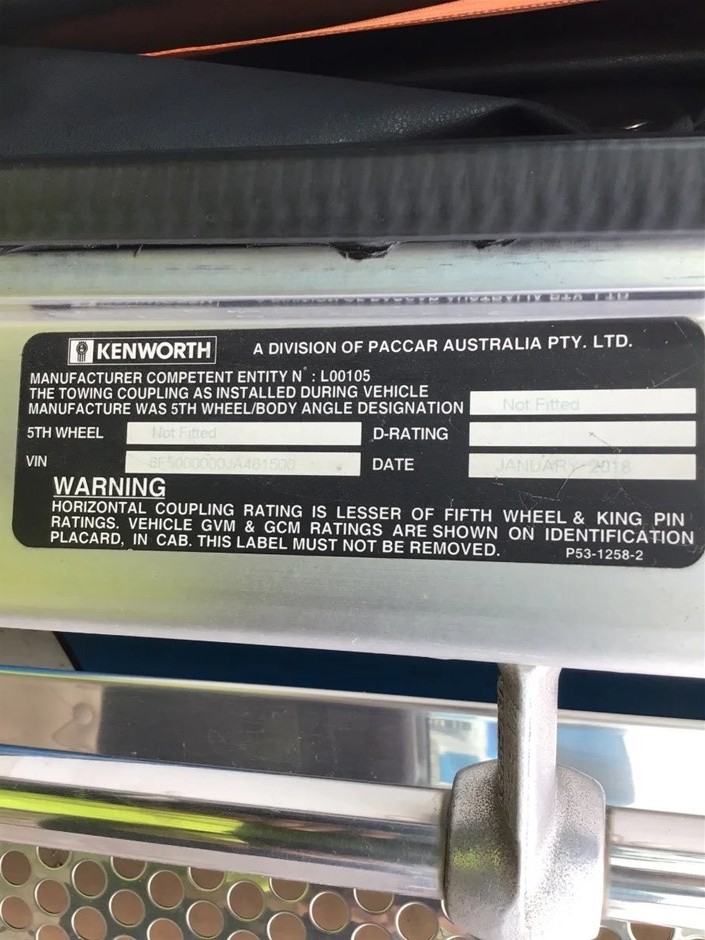 KENWORTH A DIVISION OF PACCAR AUSTRALIA PTY. LTD.
MANUFACTURER COMPETENT ENTITY N° : L00105
THE TOWING COUPLING AS INSTALLED DURING VEHICLE
MANUFACTURE WAS 5TH WHEEL/BODY ANGLE DESIGNATION Not Fitted
5TH WHEEL Not Fitted D-RATING
VIN 6F5000000JA461500 DATE JANUARY 2018
WARNING
HORIZONTAL COUPLING RATING IS LESSER OF FIFTH WHEEL & KING PIN
RATINGS. VEHICLE GVM & GCM RATINGS ARE SHOWN ON IDENTIFICATION
PLACARD, IN CAB. THIS LABEL MUST NOT BE REMOVED. P53-1258-2